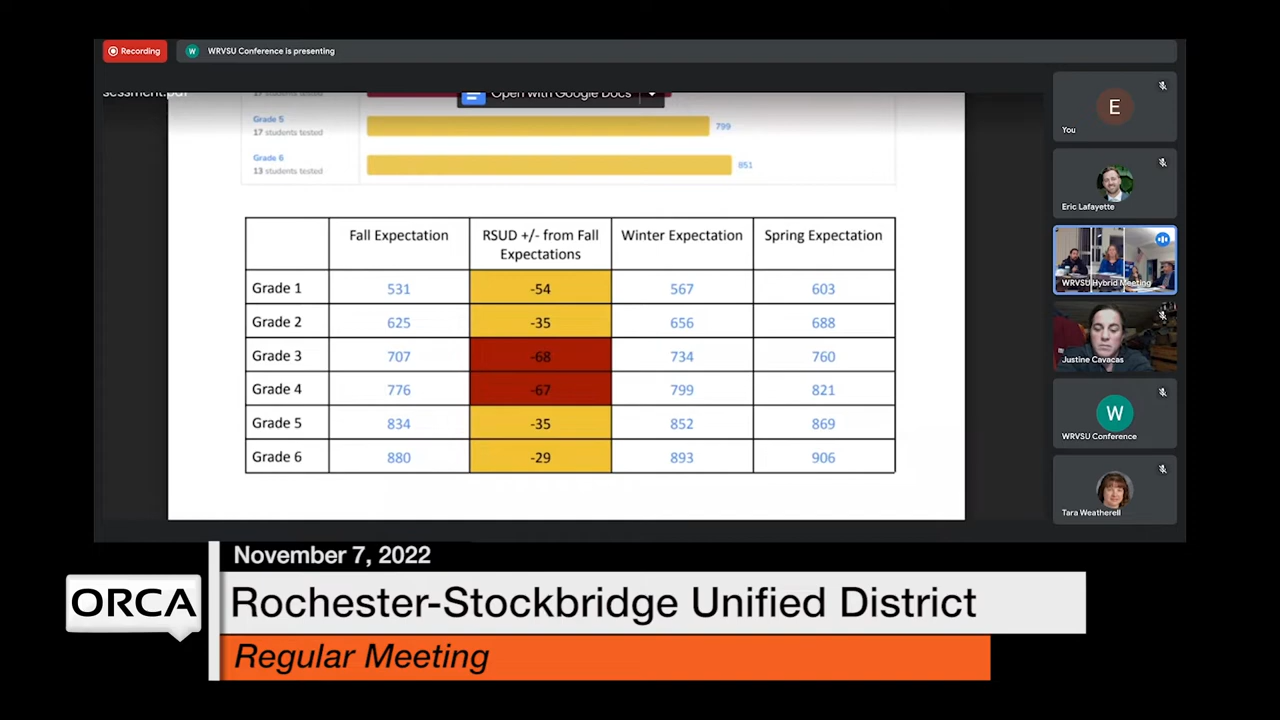 Recording
W WRVSU Conference is presenting
Open with Google Docs
Grade 5
17 students tested
799
Grade 6
13 students tested
851
Fall Expectation RSUD +/- from Fall Expectations Winter Expectation Spring Expectation
Grade 1 531 -54 567 603
Grade 2 625 -35 656 688
Grade 3 707 -68 734 760
Grade 4 776 -67 799 821
Grade 5 834 -35 852 869
Grade 6 880 -29 893 906
E
You
Eric Lafayette
WRVSU Hybrid Meeting
Justine Cavacas
W
WRVSU Conference
Tara Weatherell
November 7, 2022
ORCA
Rochester-Stockbridge Unified District
Regular Meeting